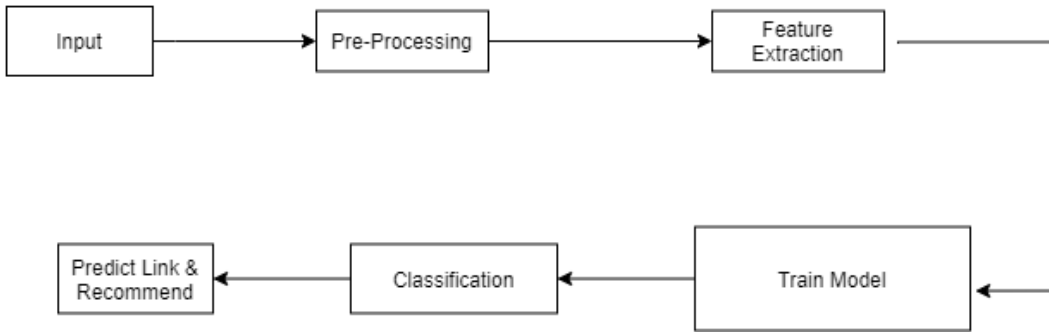 Input
Pre-Processing
Feature
Extraction
Train Model
Classification
Predict Link &
Recommend